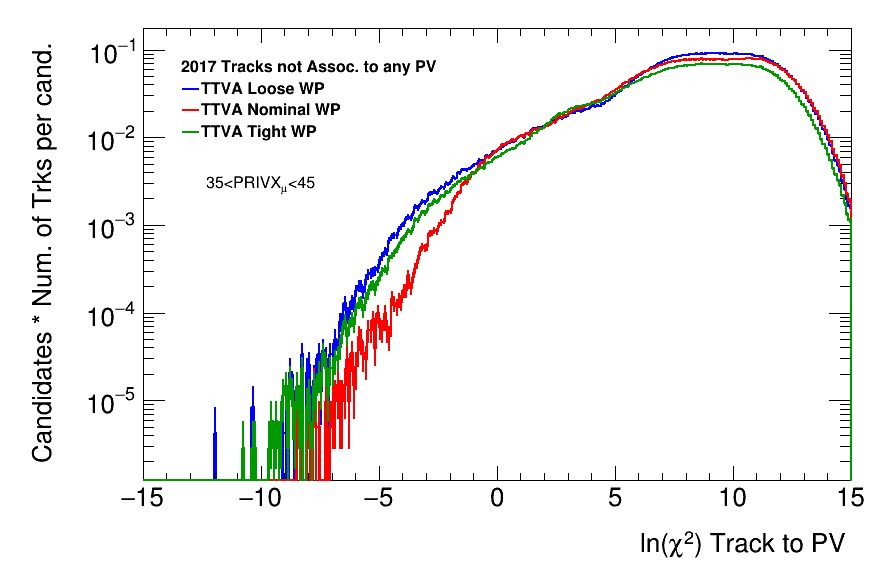 Candidates * Num. of Trks per cand.
10⁻¹
10⁻²
10⁻³
10⁻⁴
10⁻⁵
2017 Tracks not Assoc. to any PV
TTVA Loose WP
TTVA Nominal WP
TTVA Tight WP
35<PRIVX_μ<45
−15 −10 −5 0 5 10 15
ln(χ²) Track to PV